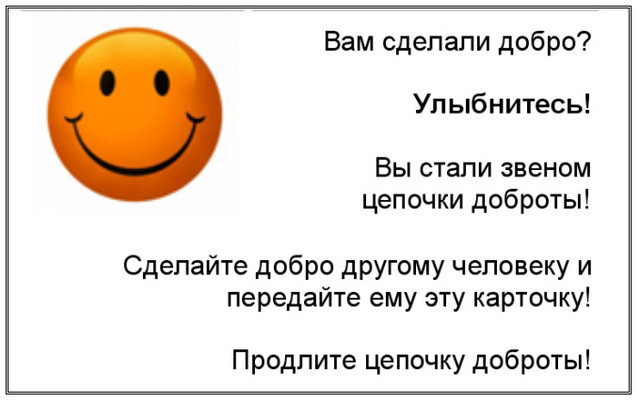 Вам сделали добро?
Улыбнитесь!
Вы стали звеном
цепочки доброты!
Сделайте добро другому человеку и
передайте ему эту карточку!
Продлите цепочку доброты!